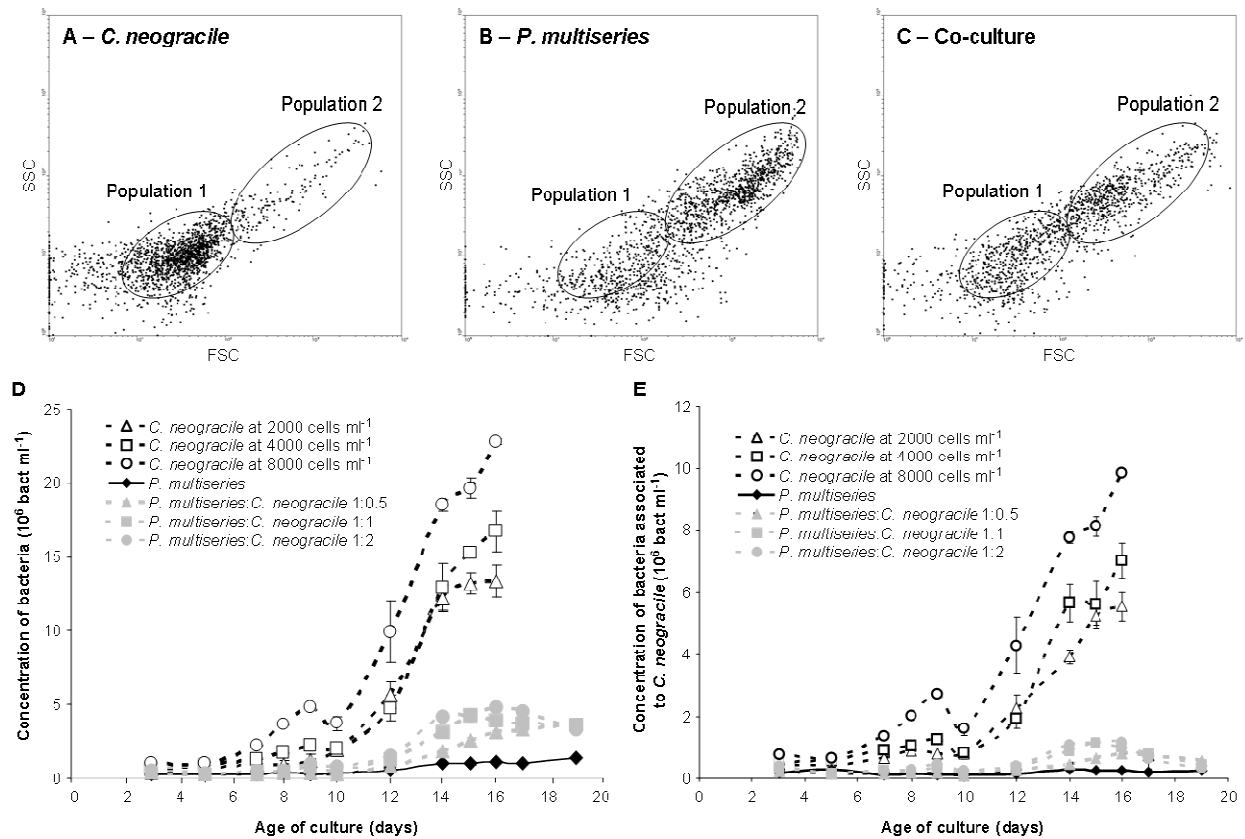 A – C. neogracile
Population 2
Population 1
SSC
FSC
B – P. multiseries
Population 2
Population 1
SSC
FSC
C – Co-culture
Population 2
Population 1
SSC
FSC
D
25
20
15
10
5
0
Concentration of bacteria (10⁶ bact ml⁻¹)
C. neogracile at 2000 cells ml⁻¹
C. neogracile at 4000 cells ml⁻¹
C. neogracile at 8000 cells ml⁻¹
P. multiseries
P. multiseries:C. neogracile 1:0.5
P. multiseries:C. neogracile 1:1
P. multiseries:C. neogracile 1:2
0 2 4 6 8 10 12 14 16 18 20
Age of culture (days)
E
12
10
8
6
4
2
0
Concentration of bacteria associated
to C. neogracile (10⁶ bact ml⁻¹)
C. neogracile at 2000 cells ml⁻¹
C. neogracile at 4000 cells ml⁻¹
C. neogracile at 8000 cells ml⁻¹
P. multiseries
P. multiseries:C. neogracile 1:0.5
P. multiseries:C. neogracile 1:1
P. multiseries:C. neogracile 1:2
0 2 4 6 8 10 12 14 16 18 20
Age of culture (days)